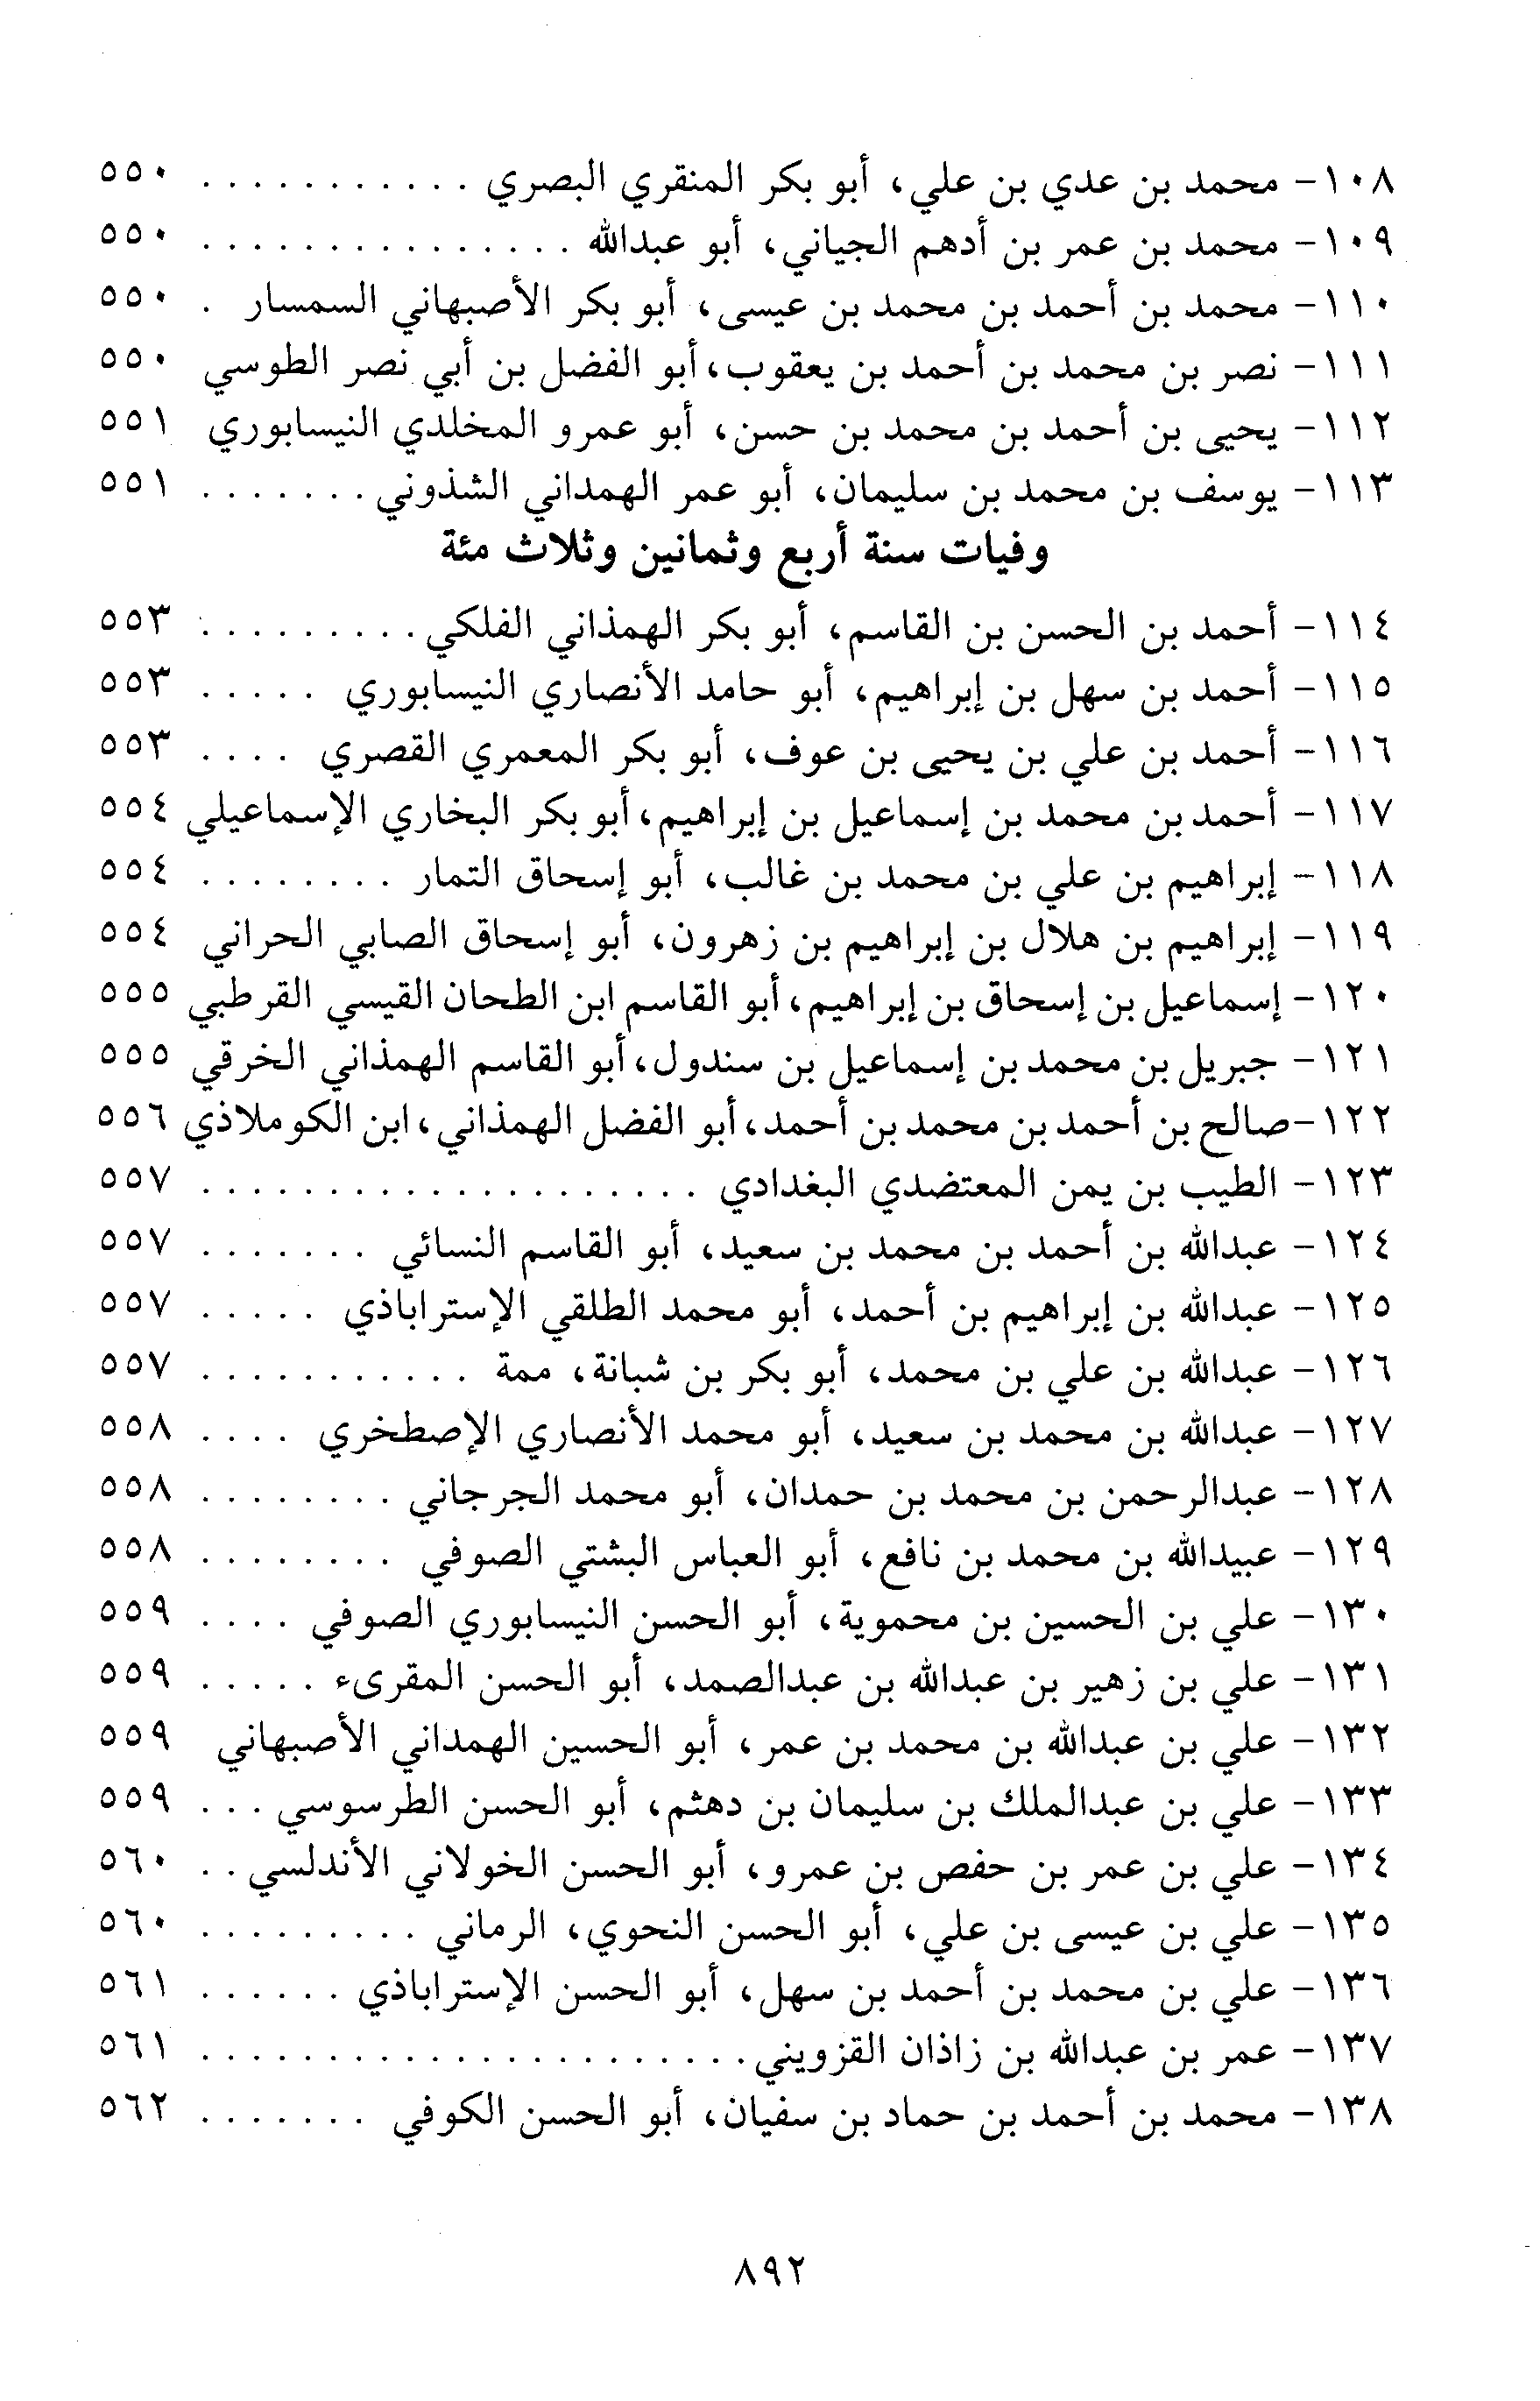 ١٠٨- محمد بن عدي بن علي، أبو بكر المنقري البصري . . . . . . . . . . . ٥٥٠
١٠٩- محمد بن عمر بن أدهم الجياني، أبو عبدالله . . . . . . . . . . . . . . . ٥٥٠
١١٠- محمد بن أحمد بن محمد بن عيسى، أبو بكر الأصبهاني السمسار . ٥٥٠
١١١- نصر بن محمد بن أحمد بن يعقوب، أبو الفضل بن أبي نصر الطوسي ٥٥٠
١١٢- يحيى بن أحمد بن محمد بن حسن، أبو عمرو المخلدي النيسابوري ٥٥١
١١٣- يوسف بن محمد بن سليمان، أبو عمر الهمداني الشذوني . . . . . . . ٥٥١
وفيات سنة أربع وثمانين وثلاث مئة
١١٤- أحمد بن الحسن بن القاسم، أبو بكر الهمذاني الفلكي . . . . . . . . . ٥٥٣
١١٥- أحمد بن سهل بن إبراهيم، أبو حامد الأنصاري النيسابوري . . . . . ٥٥٣
١١٦- أحمد بن علي بن يحيى بن عوف، أبو بكر المعمري القصري . . . . ٥٥٣
١١٧- أحمد بن محمد بن إسماعيل بن إبراهيم، أبو بكر البخاري الإسماعيلي ٥٥٤
١١٨- إبراهيم بن علي بن محمد بن غالب، أبو إسحاق التمار . . . . . . . . ٥٥٤
١١٩- إبراهيم بن هلال بن إبراهيم بن زهرون، أبو إسحاق الصابي الحراني ٥٥٤
١٢٠- إسماعيل بن إسحاق بن إبراهيم، أبو القاسم ابن الطحان القيسي القرطبي ٥٥٥
١٢١- جبريل بن محمد بن إسماعيل بن سندول، أبو القاسم الهمذاني الخرقي ٥٥٥
١٢٢- صالح بن أحمد بن محمد بن أحمد، أبو الفضل الهمذاني، ابن الكوملاذي ٥٥٦
١٢٣- الطيب بن يمن المعتضدي البغدادي . . . . . . . . . . . . . . . . . . . . ٥٥٧
١٢٤- عبدالله بن أحمد بن محمد بن سعيد، أبو القاسم النسائي . . . . . . . ٥٥٧
١٢٥- عبدالله بن إبراهيم بن أحمد، أبو محمد الطلقي الإستراباذي . . . . . ٥٥٧
١٢٦- عبدالله بن علي بن محمد، أبو بكر بن شبانة، ممة . . . . . . . . . . . ٥٥٧
١٢٧- عبدالله بن محمد بن سعيد، أبو محمد الأنصاري الإصطخري . . . . ٥٥٨
١٢٨- عبدالرحمن بن محمد بن حمدان، أبو محمد الجرجاني . . . . . . . . ٥٥٨
١٢٩- عبيدالله بن محمد بن نافع، أبو العباس البشتي الصوفي . . . . . . . . ٥٥٨
١٣٠- علي بن الحسين بن محموية، أبو الحسن النيسابوري الصوفي . . . . ٥٥٩
١٣١- علي بن زهير بن عبدالله بن عبدالصمد، أبو الحسن المقرىء . . . . . ٥٥٩
١٣٢- علي بن عبدالله بن محمد بن عمر، أبو الحسين الهمداني الأصبهاني ٥٥٩
١٣٣- علي بن عبدالملك بن سليمان بن دهثم، أبو الحسن الطرسوسي . . . ٥٥٩
١٣٤- علي بن عمر بن حفص بن عمرو، أبو الحسن الخولاني الأندلسي . . ٥٦٠
١٣٥- علي بن عيسى بن علي، أبو الحسن النحوي، الرماني . . . . . . . . . ٥٦٠
١٣٦- علي بن محمد بن أحمد بن سهل، أبو الحسن الإستراباذي . . . . . . ٥٦١
١٣٧- عمر بن عبدالله بن زاذان القزويني . . . . . . . . . . . . . . . . . . . . . . ٥٦١
١٣٨- محمد بن أحمد بن حماد بن سفيان، أبو الحسن الكوفي . . . . . . . ٥٦٢
٨٩٢